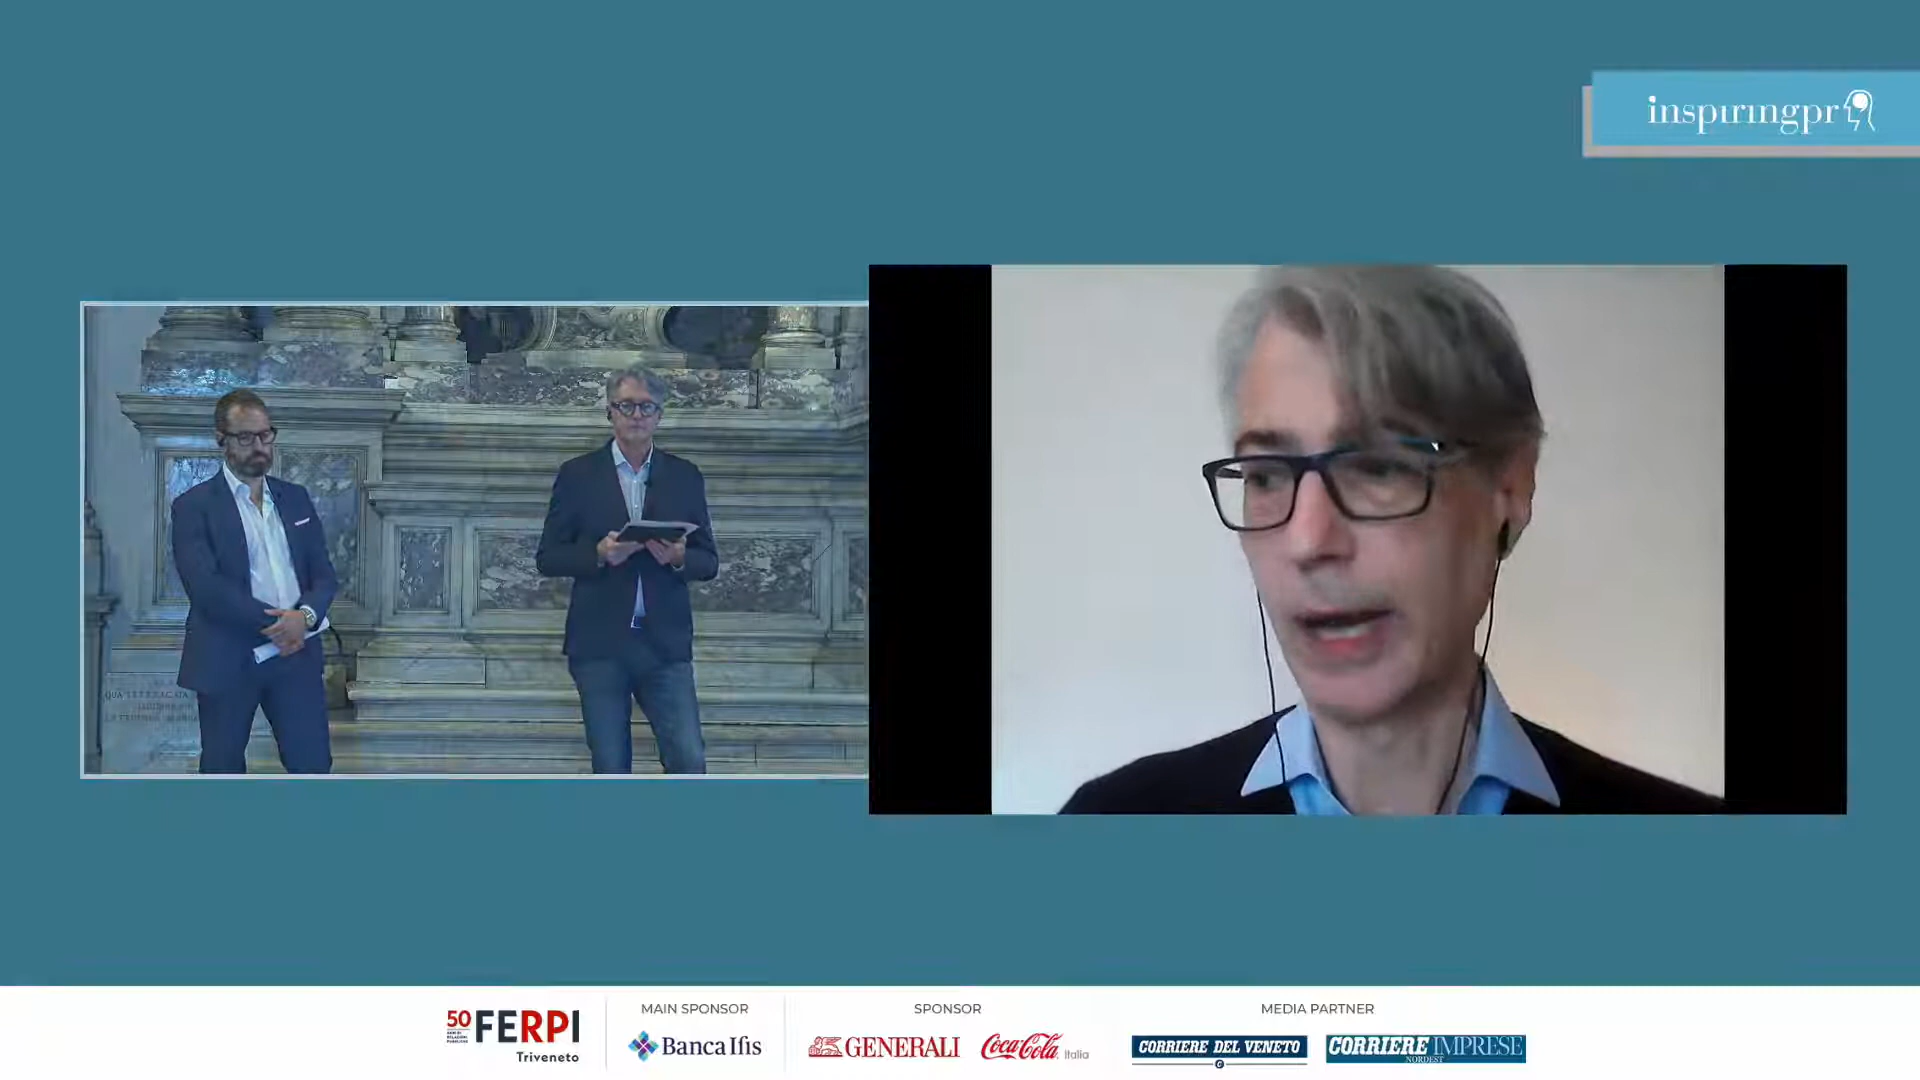 inspiringpr
QUA
50
FERPI
Triveneto
MAIN SPONSOR
Banca Ifis
SPONSOR
GENERALI
Coca-Cola Italia
MEDIA PARTNER
CORRIERE DEL VENETO
CORRIERE IMPRESE
NORDEST